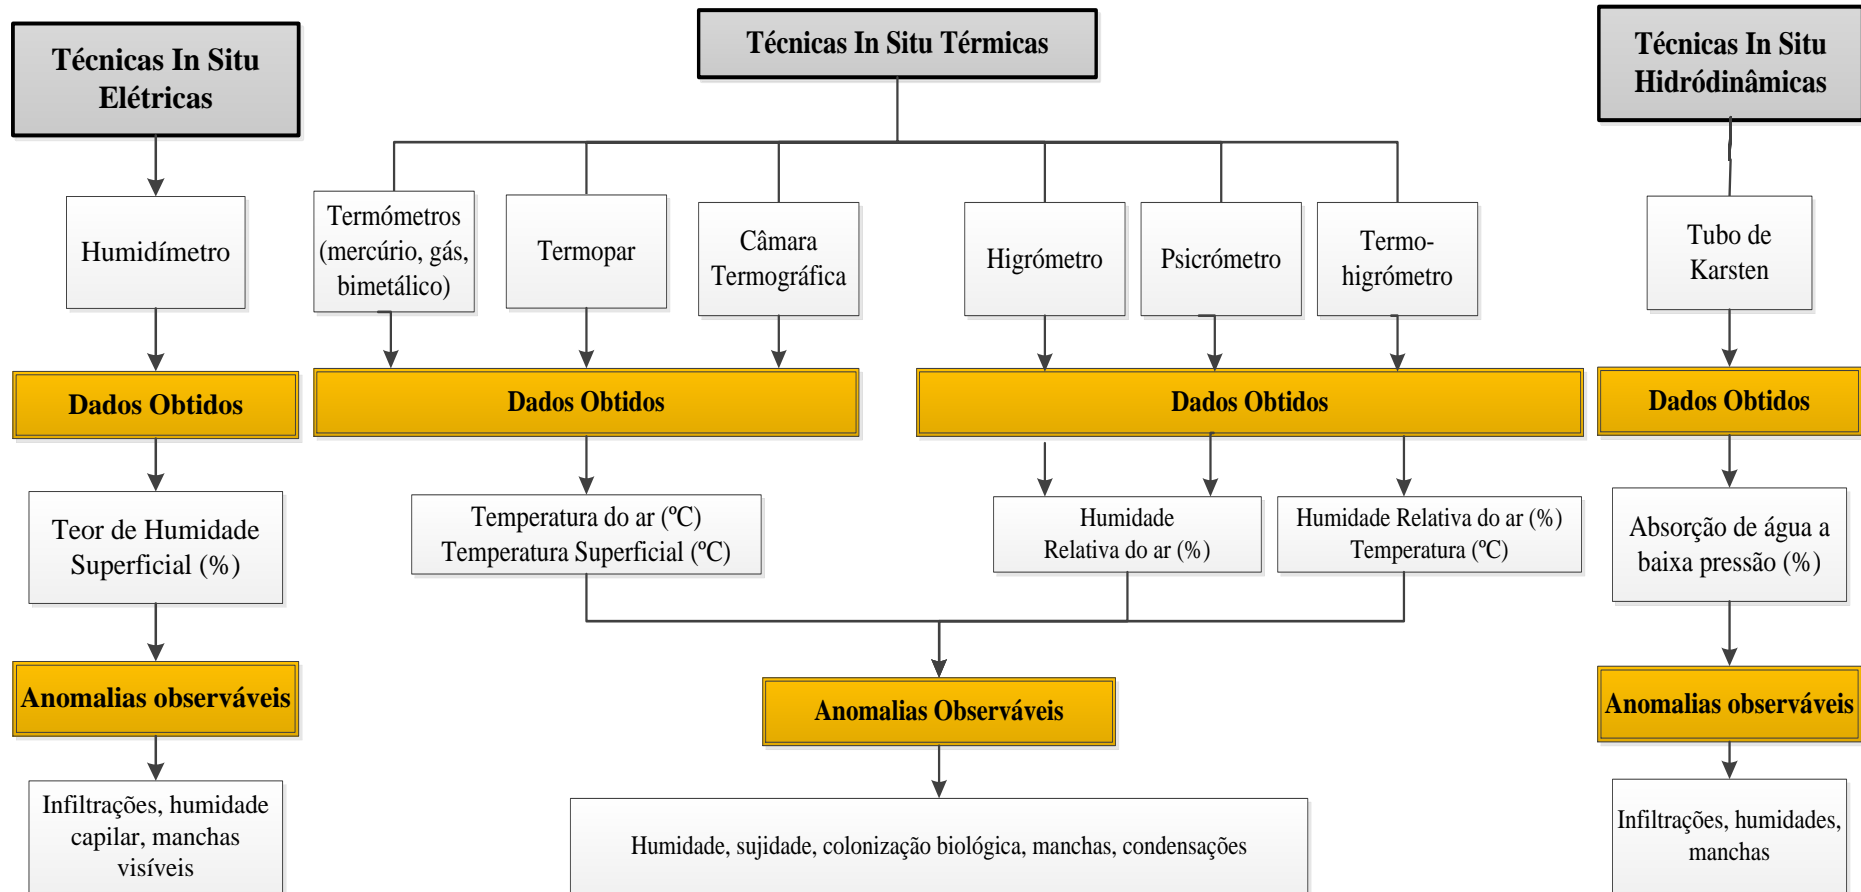 Técnicas In Situ
Elétricas
Técnicas In Situ Térmicas
Técnicas In Situ
Hidródinâmicas
Humidímetro
Termómetros
(mercúrio, gás,
bimetálico)
Termopar
Câmara
Termográfica
Higrómetro
Psicrómetro
Termo-
higrómetro
Tubo de
Karsten
Dados Obtidos
Dados Obtidos
Dados Obtidos
Dados Obtidos
Teor de Humidade
Superficial (%)
Temperatura do ar (ºC)
Temperatura Superficial (ºC)
Humidade
Relativa do ar (%)
Humidade Relativa do ar (%)
Temperatura (ºC)
Absorção de água a
baixa pressão (%)
Anomalias observáveis
Anomalias Observáveis
Anomalias observáveis
Infiltrações, humidade
capilar, manchas
visíveis
Humidade, sujidade, colonização biológica, manchas, condensações
Infiltrações, humidades,
manchas